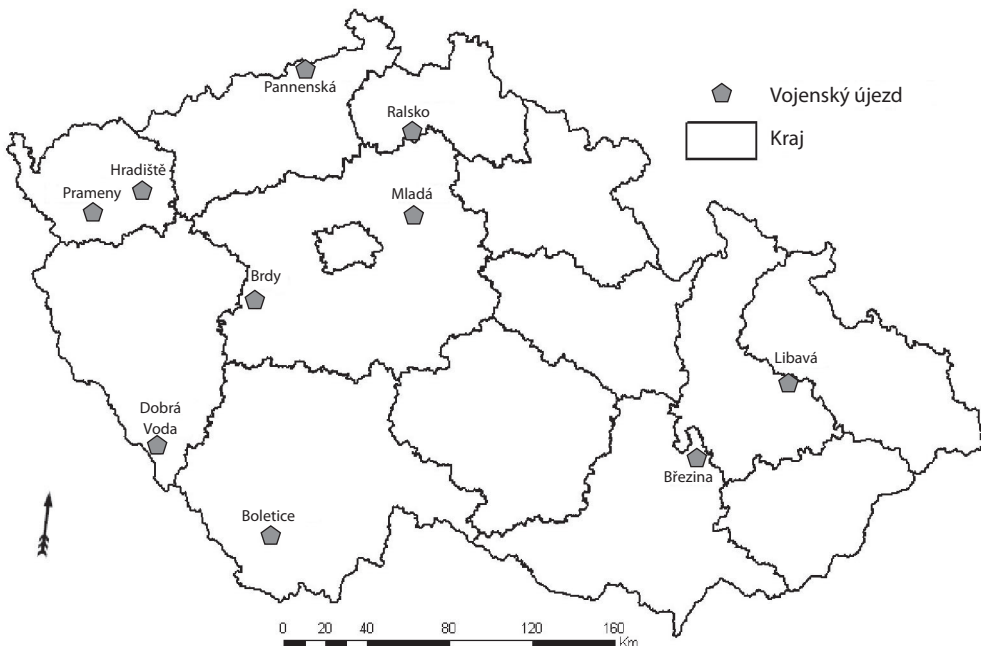 Pannenská
Vojenský újezd
Ralsko
Kraj
Hradiště
Prameny
Mladá
Brdy
Libavá
Dobrá
Voda
Březina
Boletice
0 20 40 80 120 160
Km